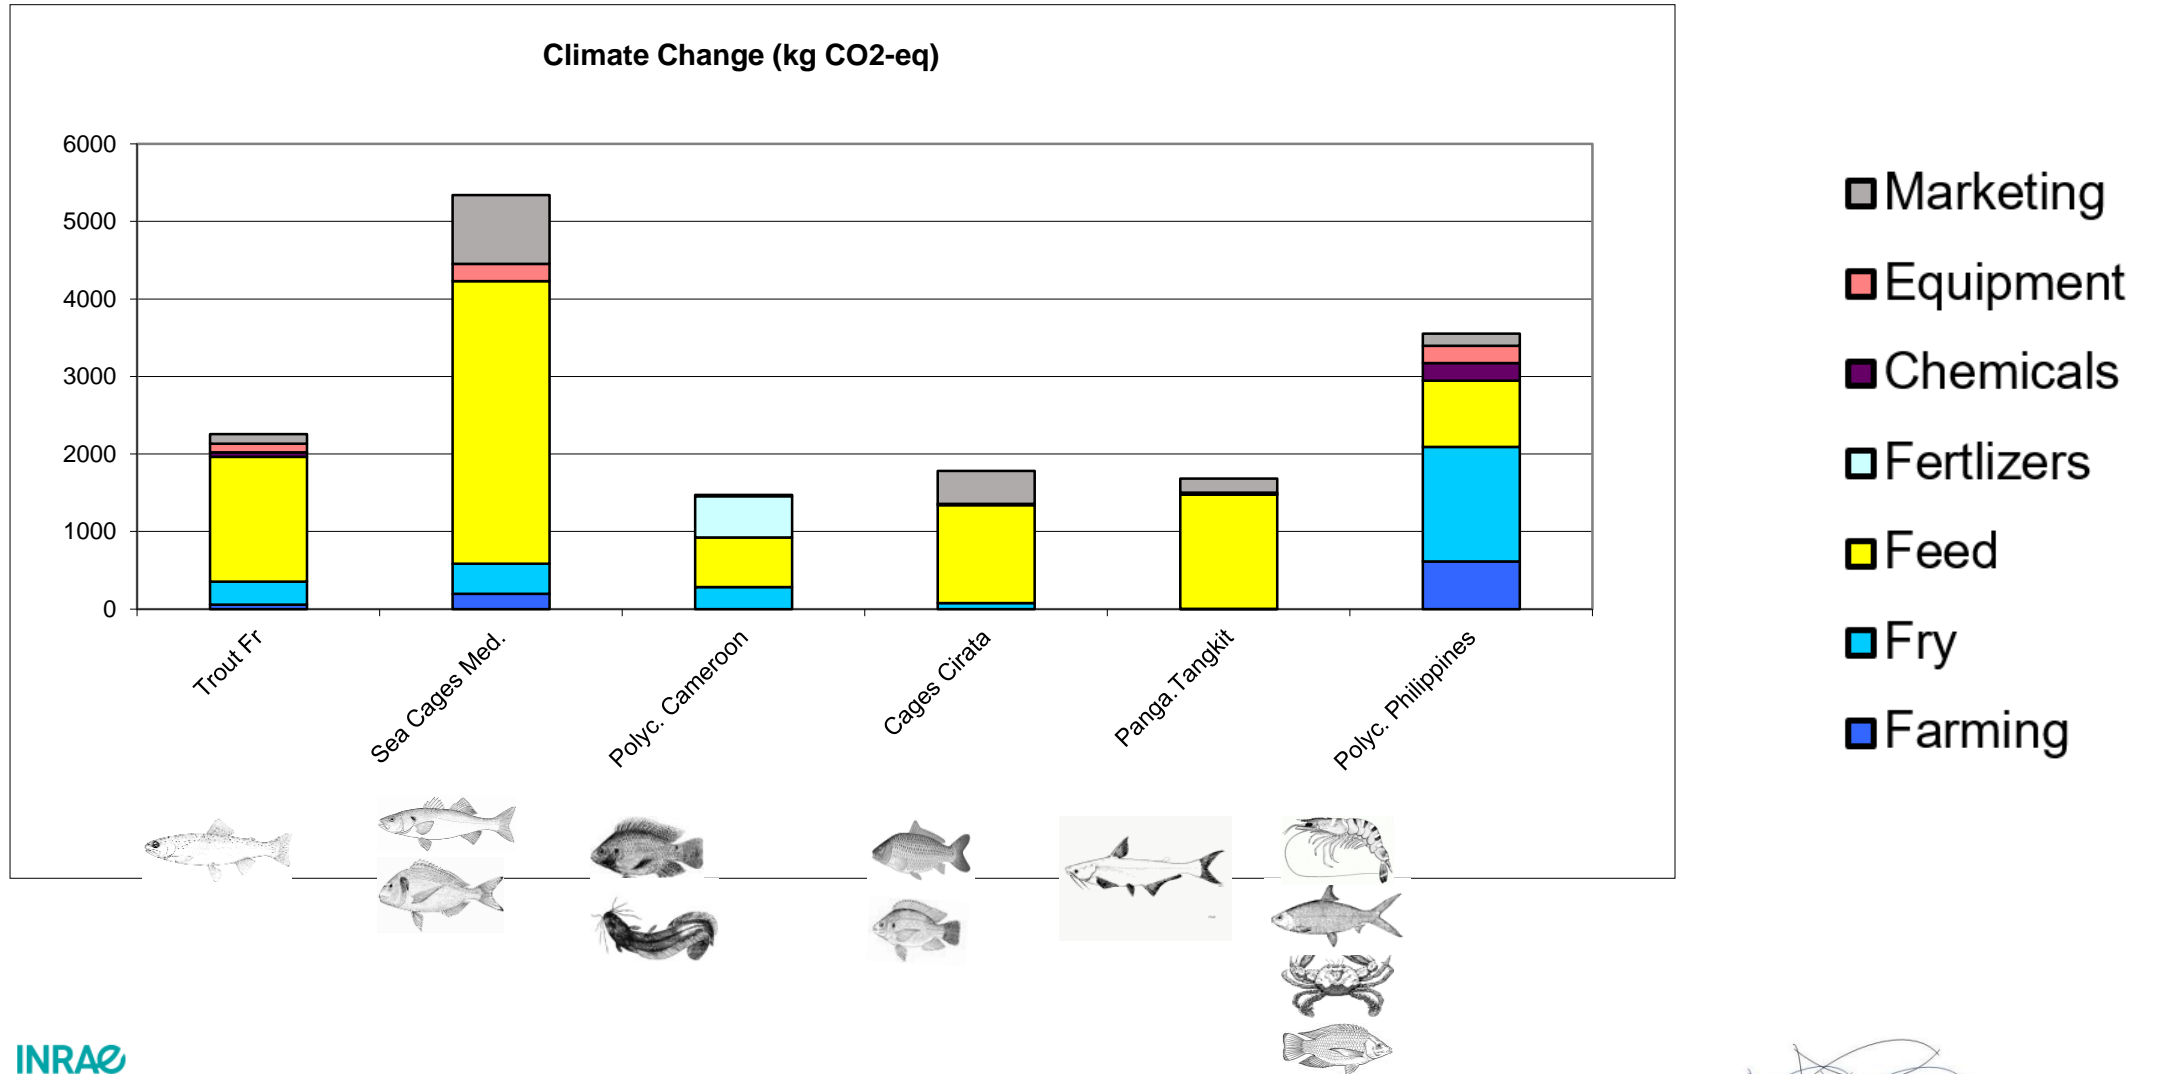 Climate Change (kg CO2-eq)
6000
5000
4000
3000
2000
1000
0
Trout Fr
Sea Cages Med.
Polyc. Cameroon
Cages Cirata
Panga.Tangkit
Polyc. Philippines
Marketing
Equipment
Chemicals
Fertlizers
Feed
Fry
Farming
INRAE